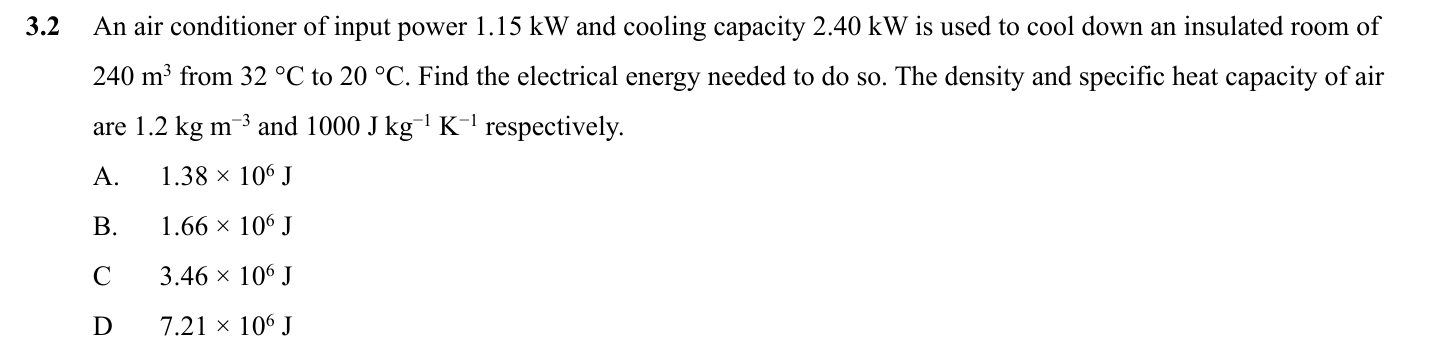 3.2 An air conditioner of input power 1.15 kW and cooling capacity 2.40 kW is used to cool down an insulated room of
240 m³ from 32 °C to 20 °C. Find the electrical energy needed to do so. The density and specific heat capacity of air
are 1.2 kg m⁻³ and 1000 J kg⁻¹ K⁻¹ respectively.
A. 1.38 × 10⁶ J
B. 1.66 × 10⁶ J
C 3.46 × 10⁶ J
D 7.21 × 10⁶ J